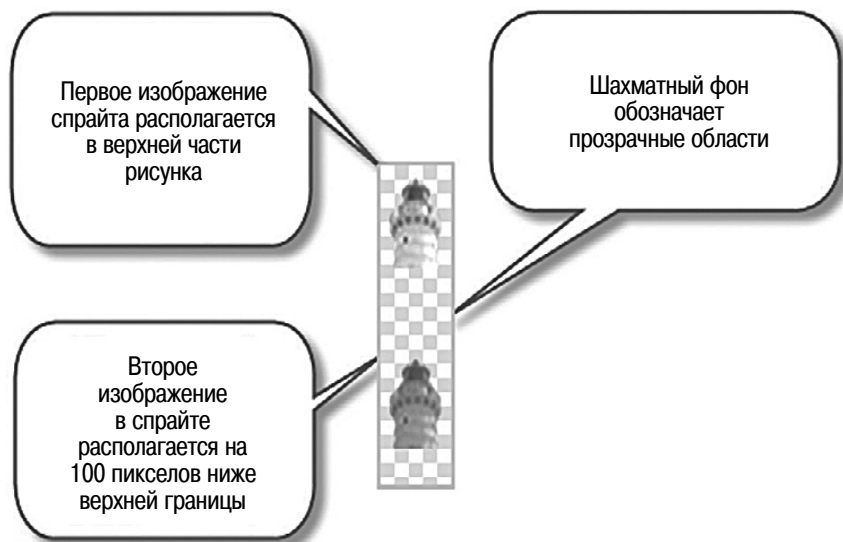 Первое изображение
спрайта располагается
в верхней части
рисунка
Шахматный фон
обозначает
прозрачные области
Второе
изображение
в спрайте
располагается на
100 пикселов ниже
верхней границы